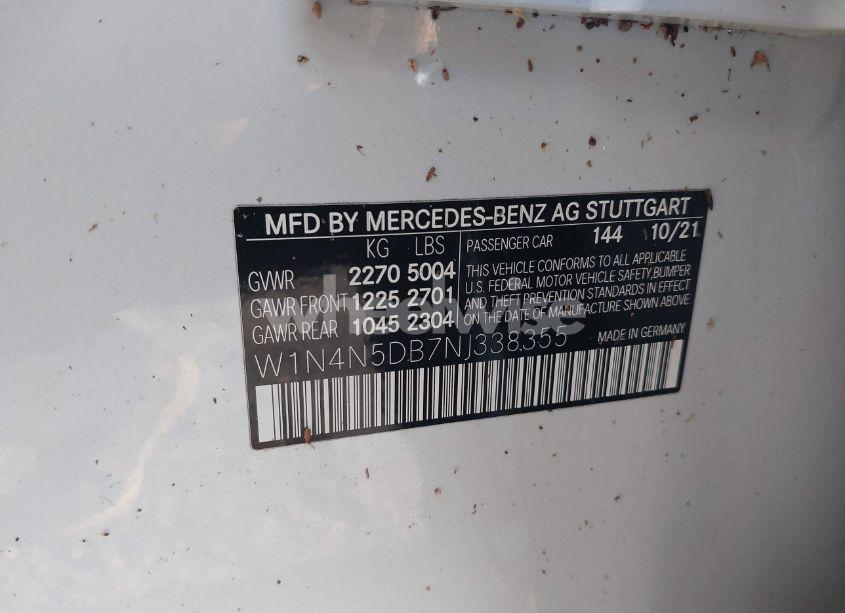 MFD BY MERCEDES-BENZ AG STUTTGART
KG LBS
PASSENGER CAR 144 10/21
GVWR 2270 5004
GAWR FRONT 1225 2701
GAWR REAR 1045 2304
THIS VEHICLE CONFORMS TO ALL APPLICABLE
U.S. FEDERAL MOTOR VEHICLE SAFETY,BUMPER
AND THEFT PREVENTION STANDARDS IN EFFECT
ON THE DATE OF MANUFACTURE SHOWN ABOVE
W1N4N5DB7NJ338355
MADE IN GERMANY
wheelwise